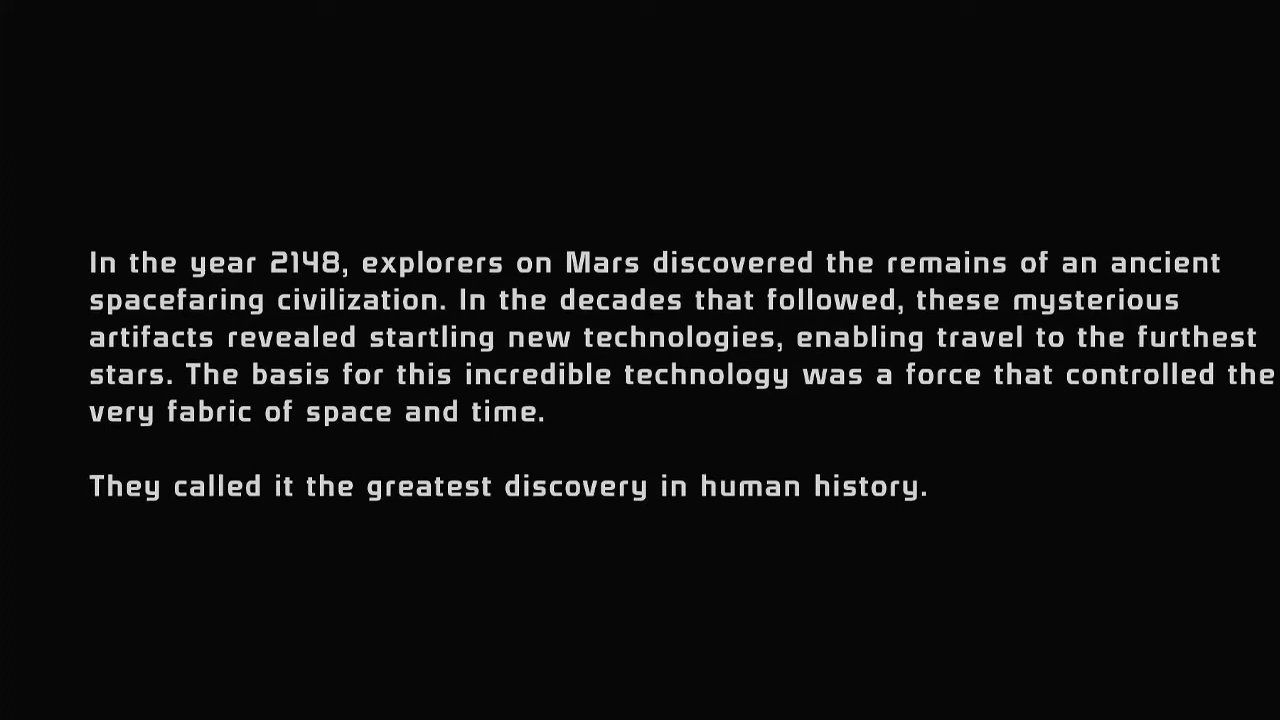 In the year 2148, explorers on Mars discovered the remains of an ancient
spacefaring civilization. In the decades that followed, these mysterious
artifacts revealed startling new technologies, enabling travel to the furthest
stars. The basis for this incredible technology was a force that controlled the
very fabric of space and time.
They called it the greatest discovery in human history.